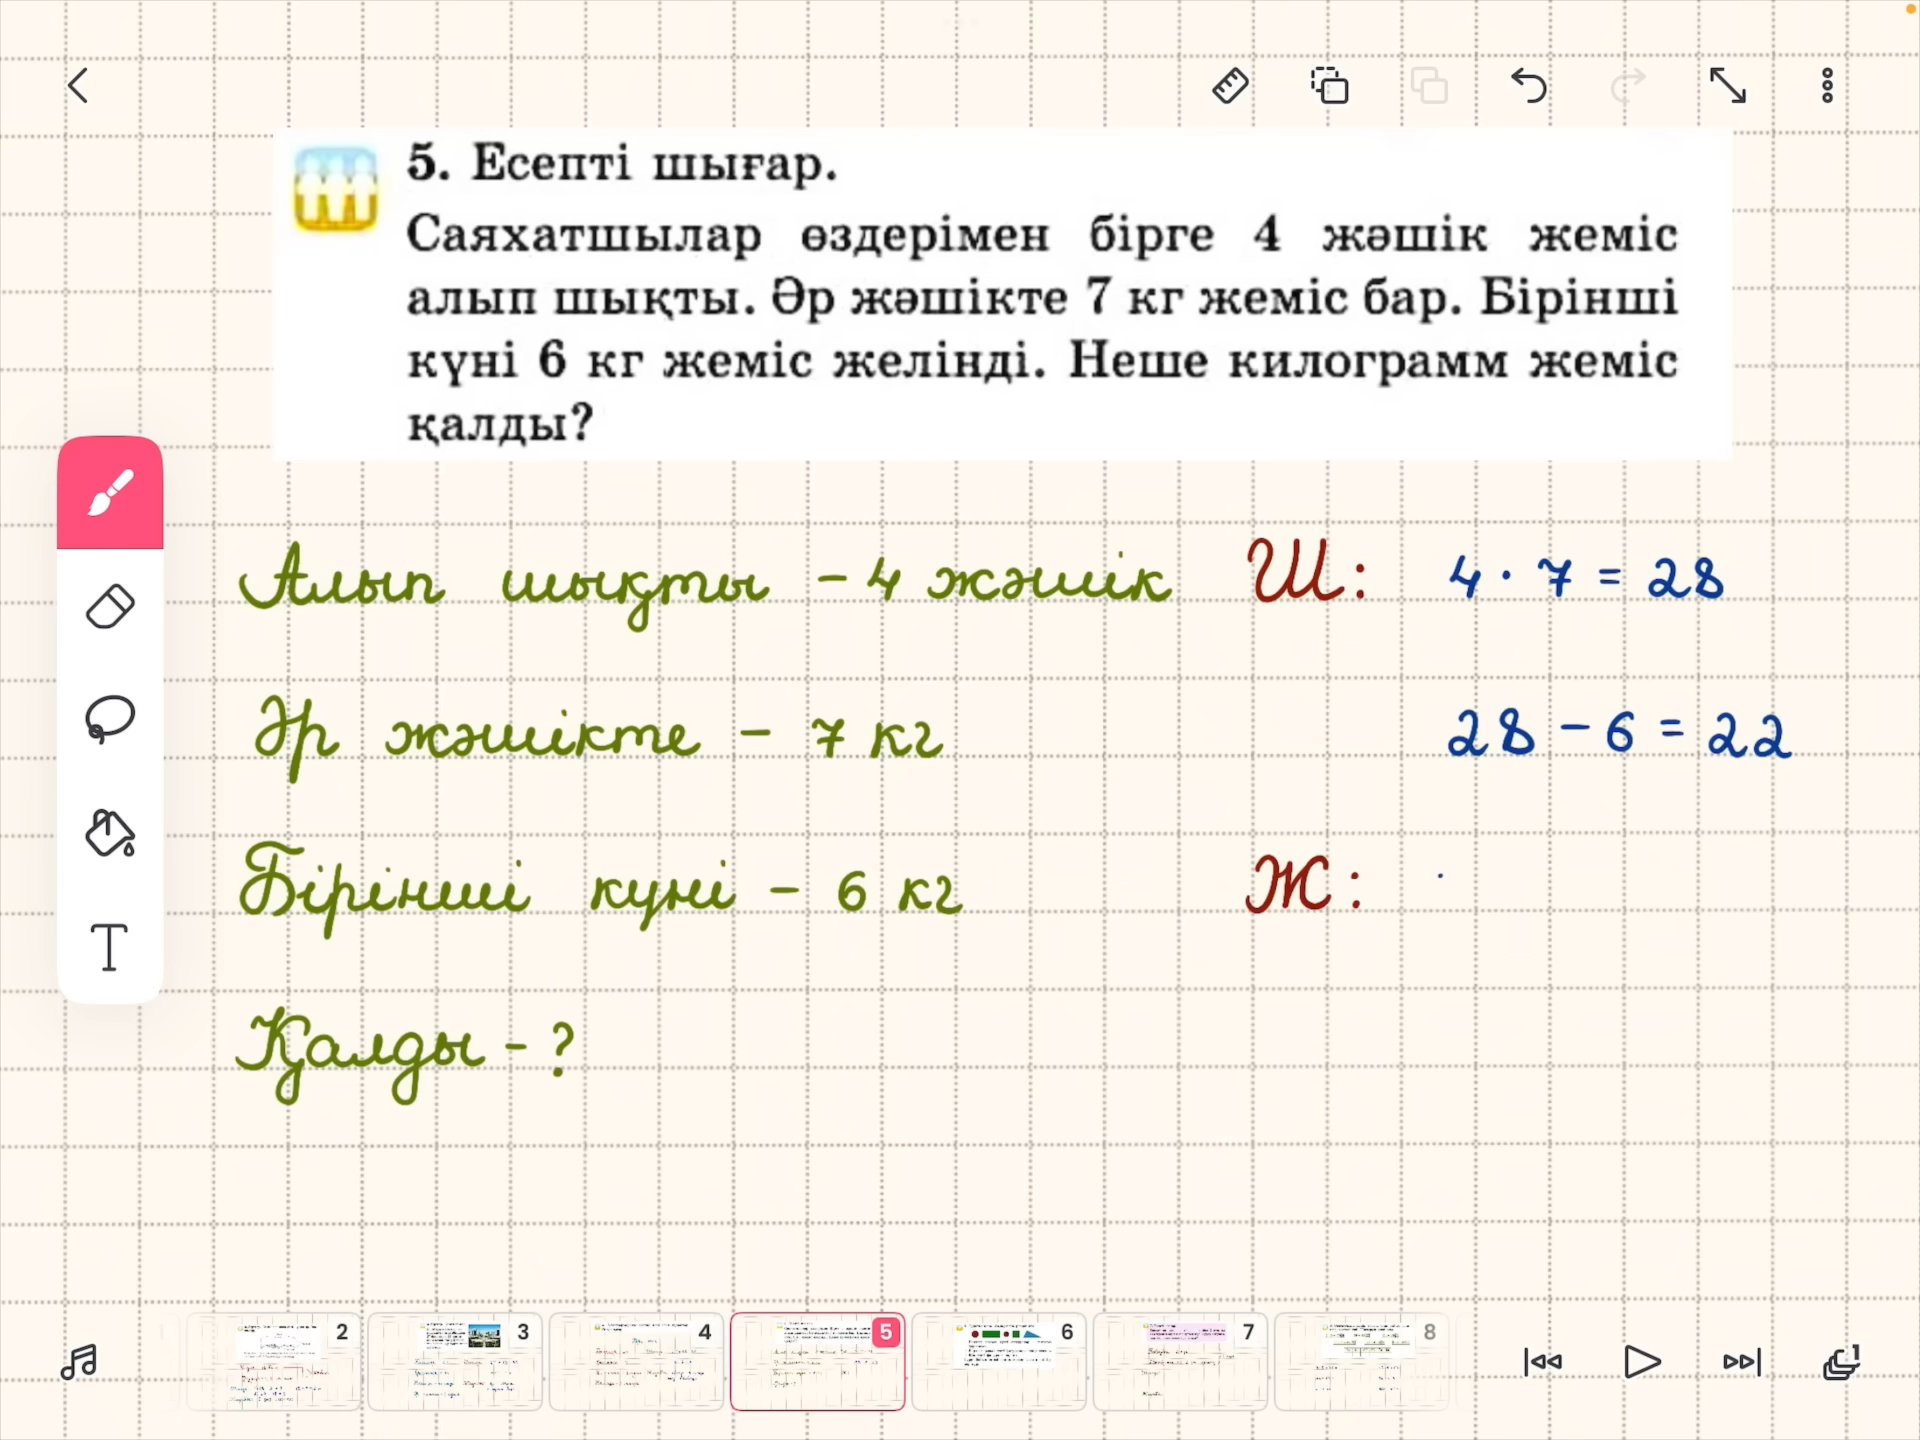 5. Есепті шығар.
Саяхатшылар өздерімен бірге 4 жәшік жеміс
алып шықты. Әр жәшікте 7 кг жеміс бар. Бірінші
күні 6 кг жеміс желінді. Неше килограмм жеміс
қалды?
Алып шықты – 4 жәшік
Ш: 4 · 7 = 28
Әр жәшікте – 7 кг
28 – 6 = 22
Бірінші күні – 6 кг
Ж:
Қалды - ?
T
2 3 4 5 6 7 8
1